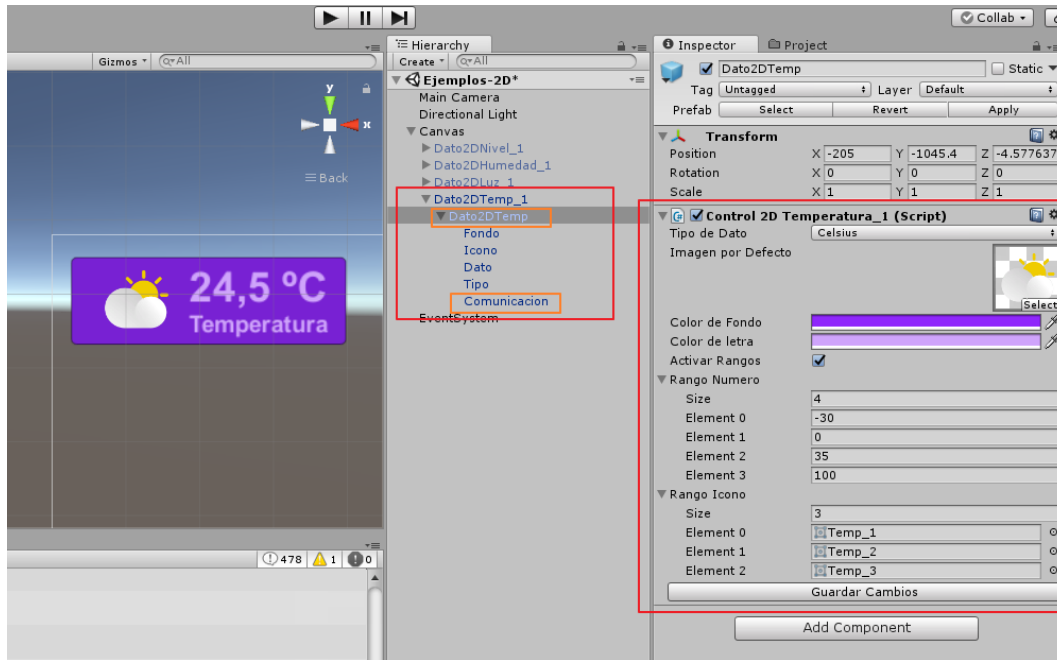 Collab
Gizmos
All
y
x
Back
24,5 ºC
Temperatura
478
1
0
Hierarchy
Create
All
Ejemplos-2D*
Main Camera
Directional Light
Canvas
Dato2DNivel_1
Dato2DHumedad_1
Dato2DLuz_1
Dato2DTemp_1
Dato2DTemp
Fondo
Icono
Dato
Tipo
Comunicacion
EventSystem
Inspector Project
Dato2DTemp Static
Tag Untagged Layer Default
Prefab Select Revert Apply
Transform
Position X -205 Y -1045.4 Z -4.577637
Rotation X 0 Y 0 Z 0
Scale X 1 Y 1 Z 1
Control 2D Temperatura_1 (Script)
Tipo de Dato Celsius
Imagen por Defecto
Select
Color de Fondo
Color de letra
Activar Rangos
Rango Numero
Size 4
Element 0 -30
Element 1 0
Element 2 35
Element 3 100
Rango Icono
Size 3
Element 0 Temp_1
Element 1 Temp_2
Element 2 Temp_3
Guardar Cambios
Add Component